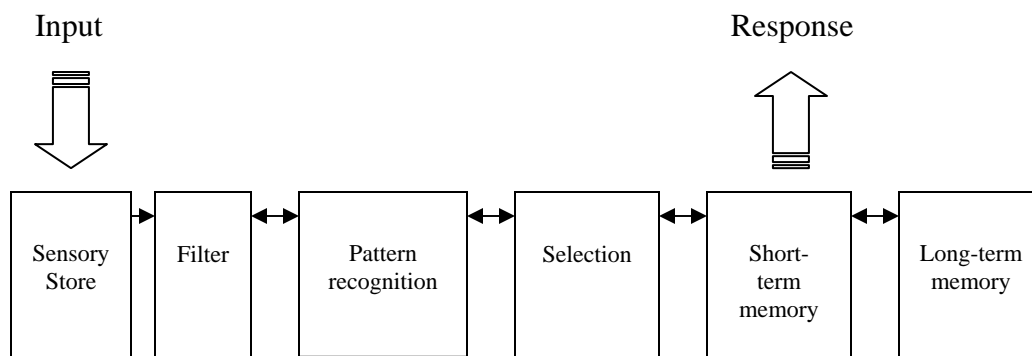 Input
Response
Sensory
Store
Filter
Pattern
recognition
Selection
Short-
term
memory
Long-term
memory